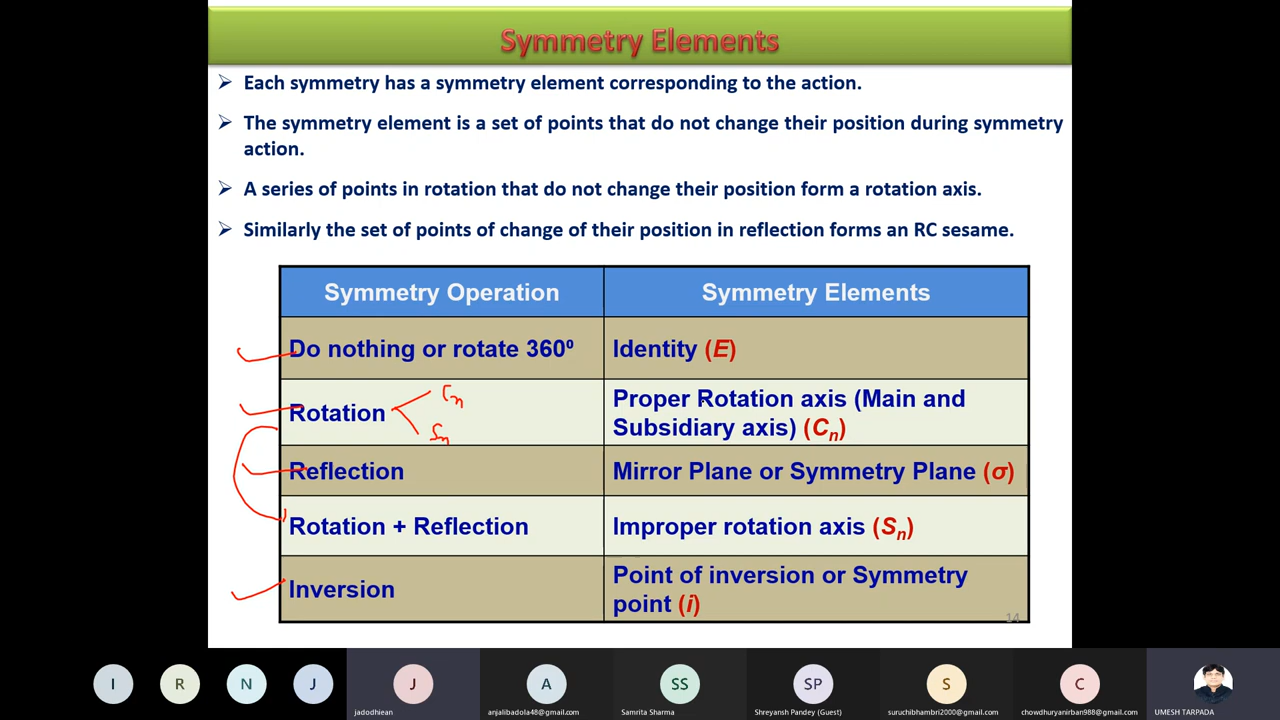 Symmetry Elements
Each symmetry has a symmetry element corresponding to the action.
The symmetry element is a set of points that do not change their position during symmetry
action.
A series of points in rotation that do not change their position form a rotation axis.
Similarly the set of points of change of their position in reflection forms an RC sesame.
Symmetry Operation
Symmetry Elements
Do nothing or rotate 360º
Identity (E)
Rotation
Cn
Sn
Proper Rotation axis (Main and
Subsidiary axis) (Cn)
Reflection
Mirror Plane or Symmetry Plane (σ)
Rotation + Reflection
Improper rotation axis (Sn)
Inversion
Point of inversion or Symmetry
point (i)
14
I
R
N
J
J
A
SS
SP
S
C
jadodhiean
anjalibadola48@gmail.com
Samrita Sharma
Shreyansh Pandey (Guest)
suruchibhambri2000@gmail.com
chowdhuryanirban988@gmail.com
UMESH TARPADA